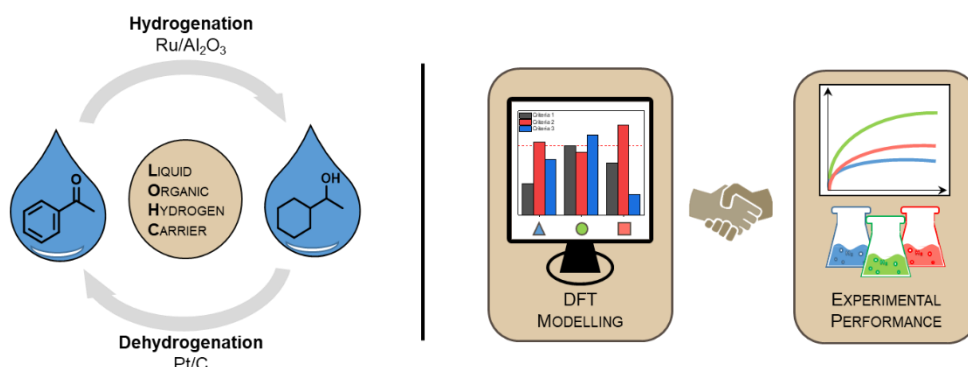 Hydrogenation
Ru/Al₂O₃
O
LIQUID
ORGANIC
HYDROGEN
CARRIER
OH
Dehydrogenation
Pt/C
Criteria 1
Criteria 2
Criteria 3
DFT
MODELLING
EXPERIMENTAL
PERFORMANCE